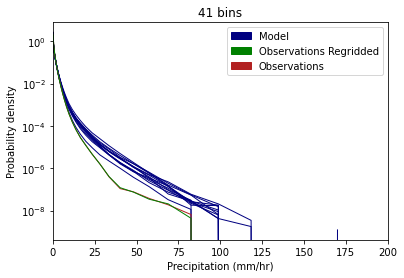 41 bins
Model
Observations Regridded
Observations
Probability density
10⁰
10⁻²
10⁻⁴
10⁻⁶
10⁻⁸
0 25 50 75 100 125 150 175 200
Precipitation (mm/hr)